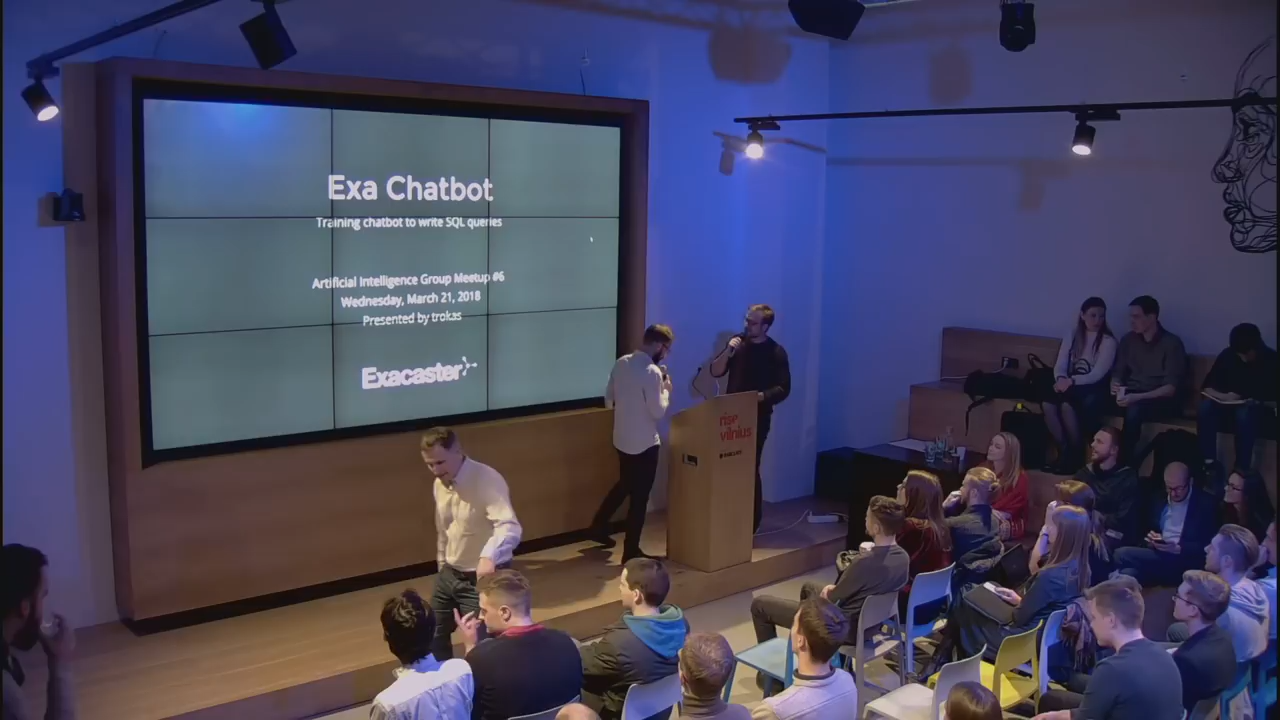 Exa Chatbot
Training chatbot to write SQL queries
Artificial Intelligence Group Meetup #6
Wednesday, March 21, 2018
Presented by trokas
Exacaster
rise
vilnius